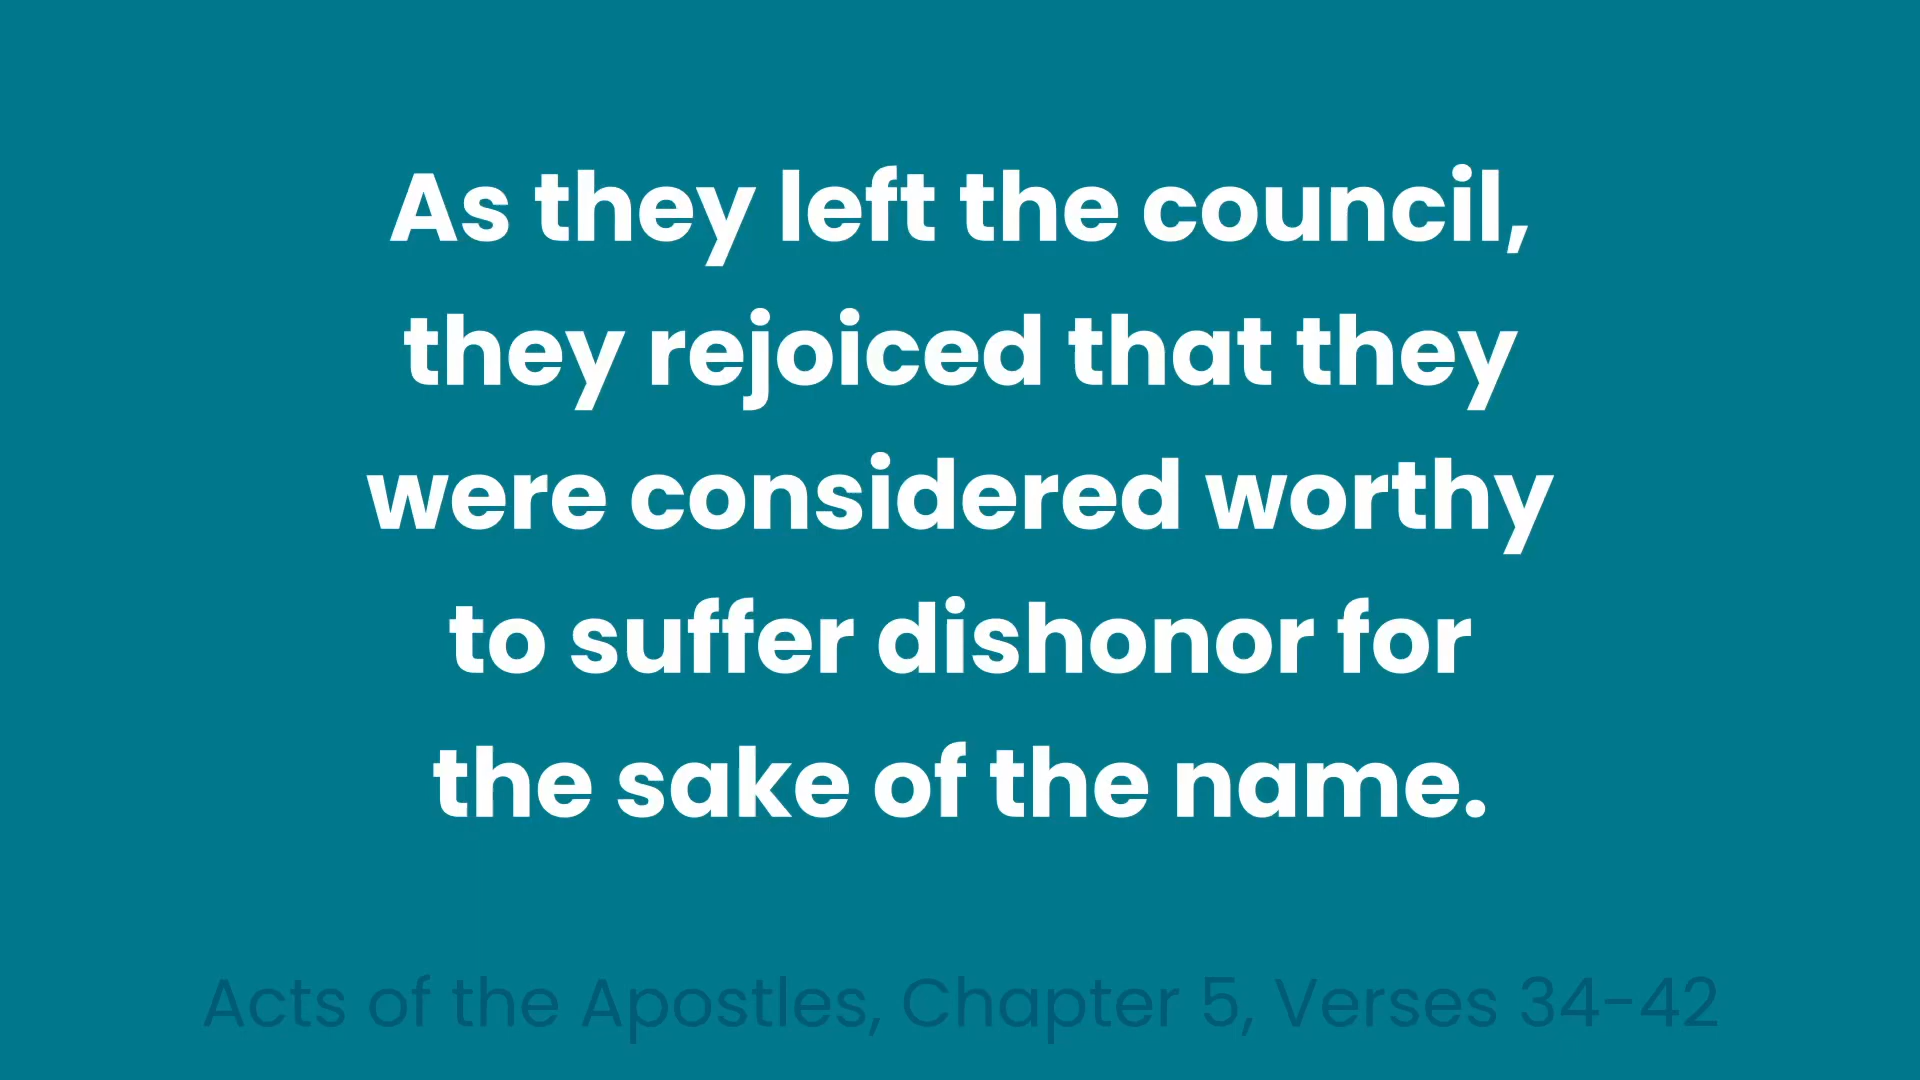 As they left the council,
they rejoiced that they
were considered worthy
to suffer dishonor for
the sake of the name.
Acts of the Apostles, Chapter 5, Verses 34-42